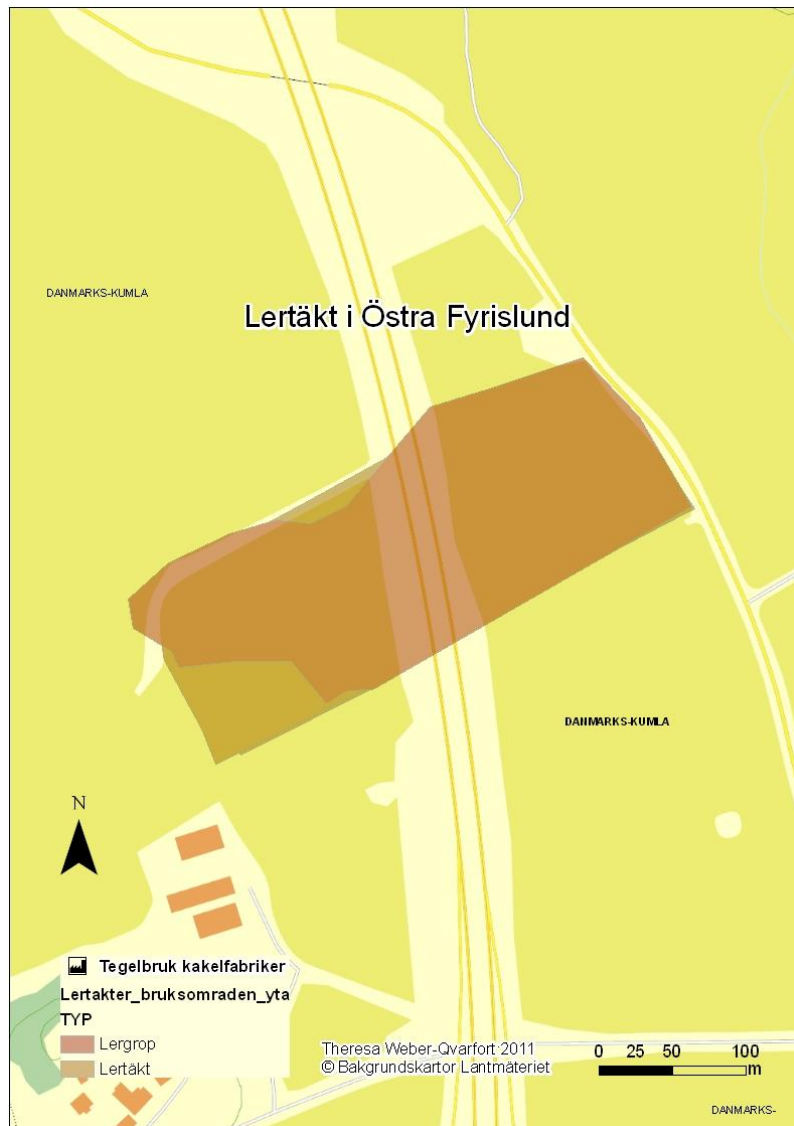 DANMARKS-KUMLA
Lertäkt i Östra Fyrislund
DANMARKS-KUMLA
N
Tegelbruk kakelfabriker
Lertakter_bruksomraden_yta
TYP
Lergrop
Lertäkt
Theresa Weber-Qvarfort 2011
© Bakgrundskartor Lantmäteriet
0 25 50 100
m
DANMARKS-